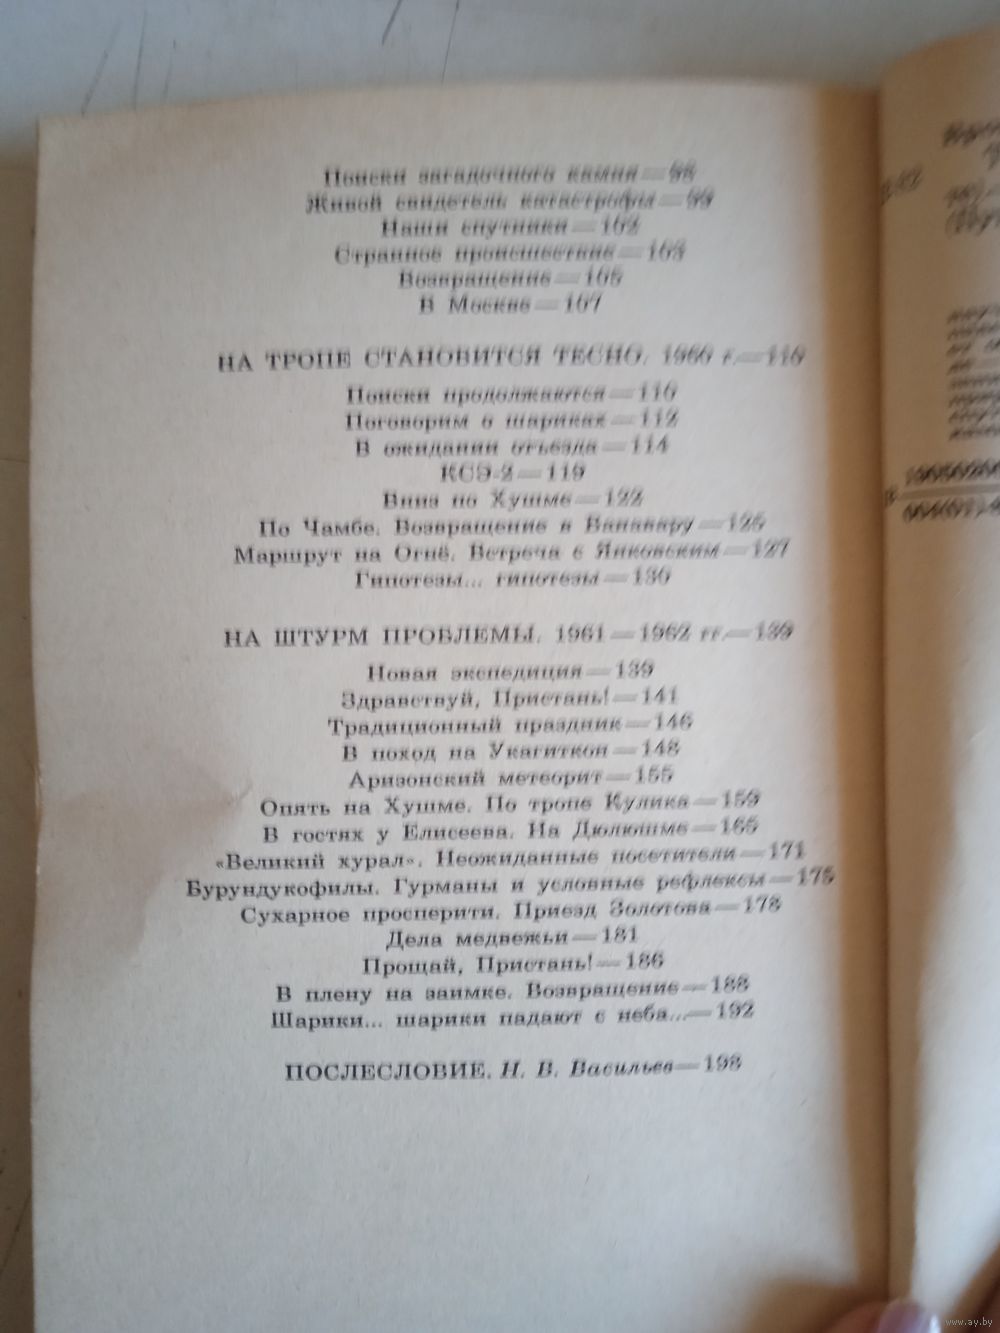 Поиски загадочного камня — 98
Живой свидетель катастрофы — 99
Наши спутники — 102
Странное происшествие — 103
Возвращение — 105
В Москве — 107
НА ТРОПЕ СТАНОВИТСЯ ТЕСНО. 1960 г. — 110
Поиски продолжаются — 110
Поговорим о шариках — 112
В ожидании отъезда — 114
КСЭ-2 — 119
Вниз по Хушме — 122
По Чамбе. Возвращение в Ванавару — 125
Маршрут на Огнё. Встреча с Янковским — 127
Гипотезы... гипотезы — 130
НА ШТУРМ ПРОБЛЕМЫ. 1961 — 1962 гг. — 139
Новая экспедиция — 139
Здравствуй, Пристань! — 141
Традиционный праздник — 146
В поход на Укагиткон — 148
Аризонский метеорит — 155
Опять на Хушме. По тропе Кулика — 159
В гостях у Елисеева. На Дюлюшме — 165
«Великий хурал». Неожиданные посетители — 171
Бурундукофилы. Гурманы и условные рефлексы — 175
Сухарное просперити. Приезд Золотова — 178
Дела медвежьи — 181
Прощай, Пристань! — 186
В плену на заимке. Возвращение — 188
Шарики... шарики падают с неба... — 192
ПОСЛЕСЛОВИЕ. Н. В. Васильев — 198
www.ay.by